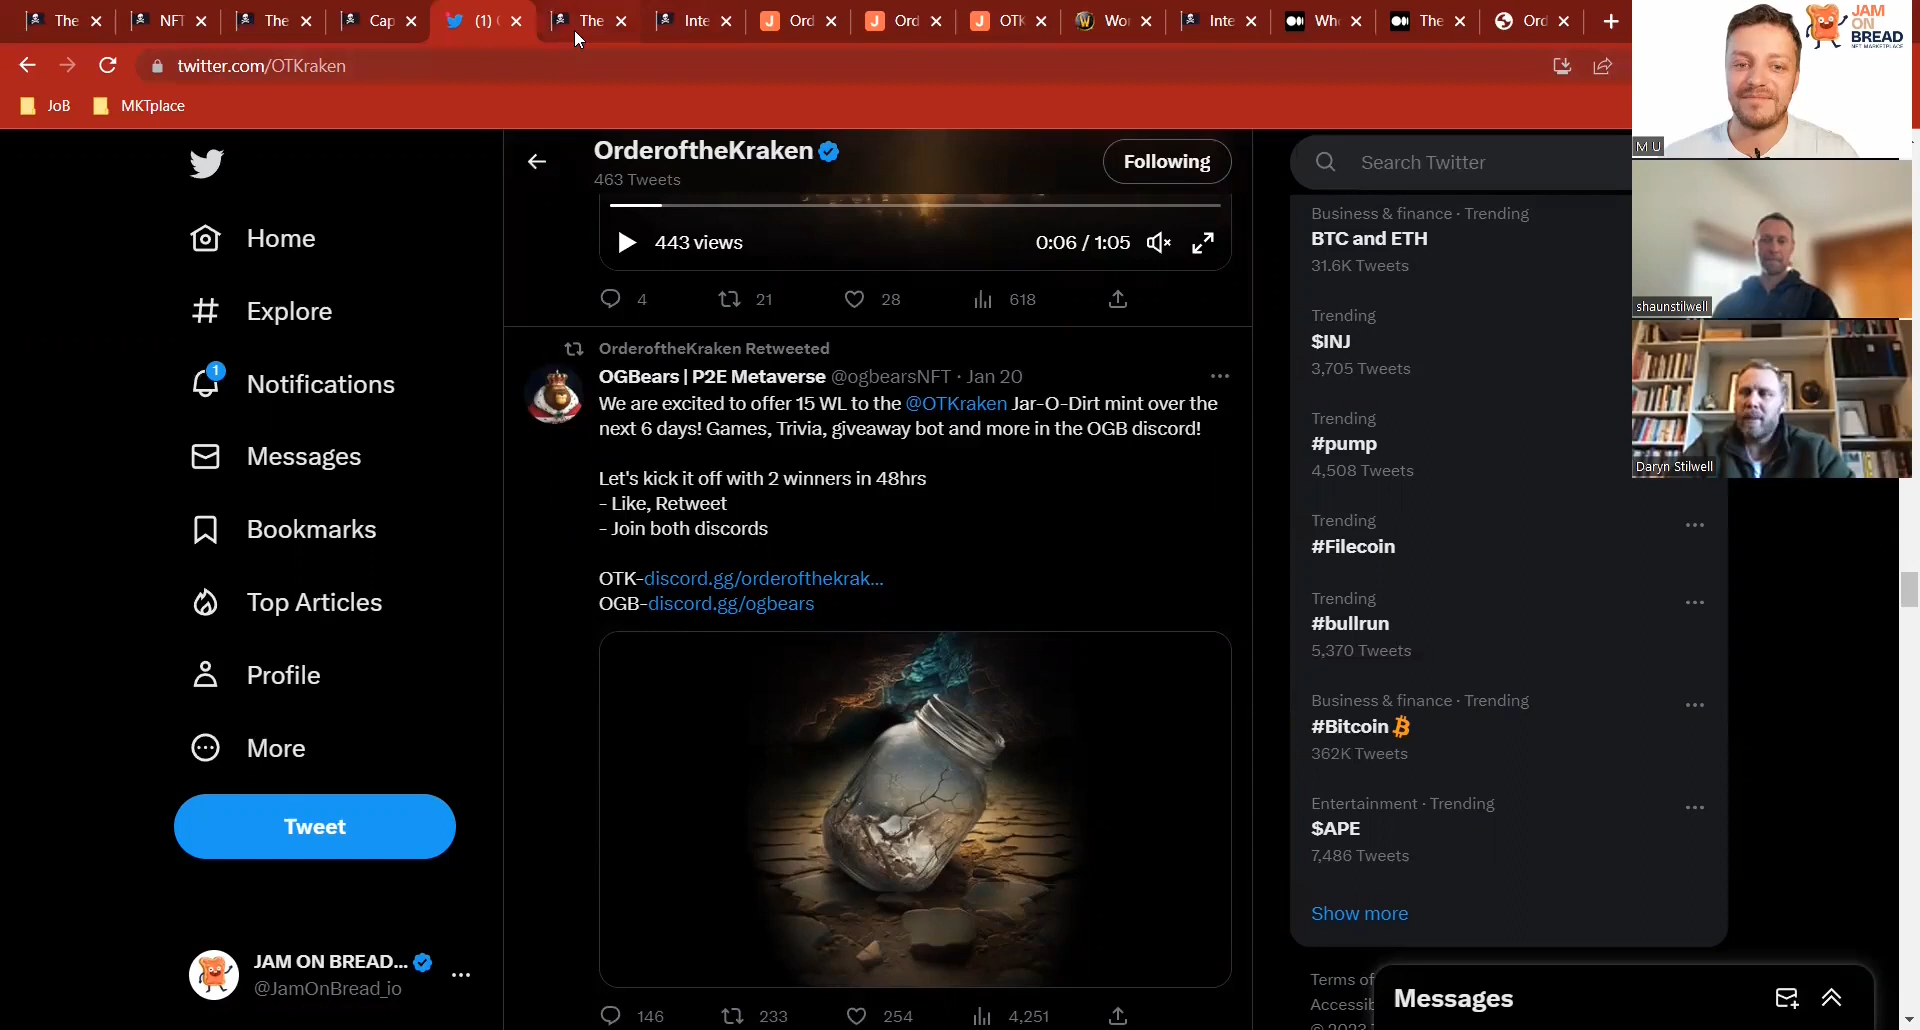 The
NFT
The
Cap
(1)
The
Inte
Ord
Ord
OTK
Wor
Inte
Wh
The
Ord
twitter.com/OTKraken
JoB
MKTplace
JAM
ON
BREAD
NFT MARKETPLACE
M U
shaunstilwell
Daryn Stilwell
Home
Explore
1
Notifications
Messages
Bookmarks
Top Articles
Profile
More
Tweet
JAM ON BREAD...
@JamOnBread_io
OrderoftheKraken
463 Tweets
Following
443 views
0:06 / 1:05
4 21 28 618
OrderoftheKraken Retweeted
OGBears | P2E Metaverse @ogbearsNFT · Jan 20
We are excited to offer 15 WL to the @OTKraken Jar-O-Dirt mint over the
next 6 days! Games, Trivia, giveaway bot and more in the OGB discord!
Let's kick it off with 2 winners in 48hrs
- Like, Retweet
- Join both discords
OTK-discord.gg/orderofthekrak...
OGB-discord.gg/ogbears
146 233 254 4,251
Search Twitter
Business & finance · Trending
BTC and ETH
31.6K Tweets
Trending
$INJ
3,705 Tweets
Trending
#pump
4,508 Tweets
Trending
#Filecoin
Trending
#bullrun
5,370 Tweets
Business & finance · Trending
#Bitcoin
362K Tweets
Entertainment · Trending
$APE
7,486 Tweets
Show more
Terms of
Messages